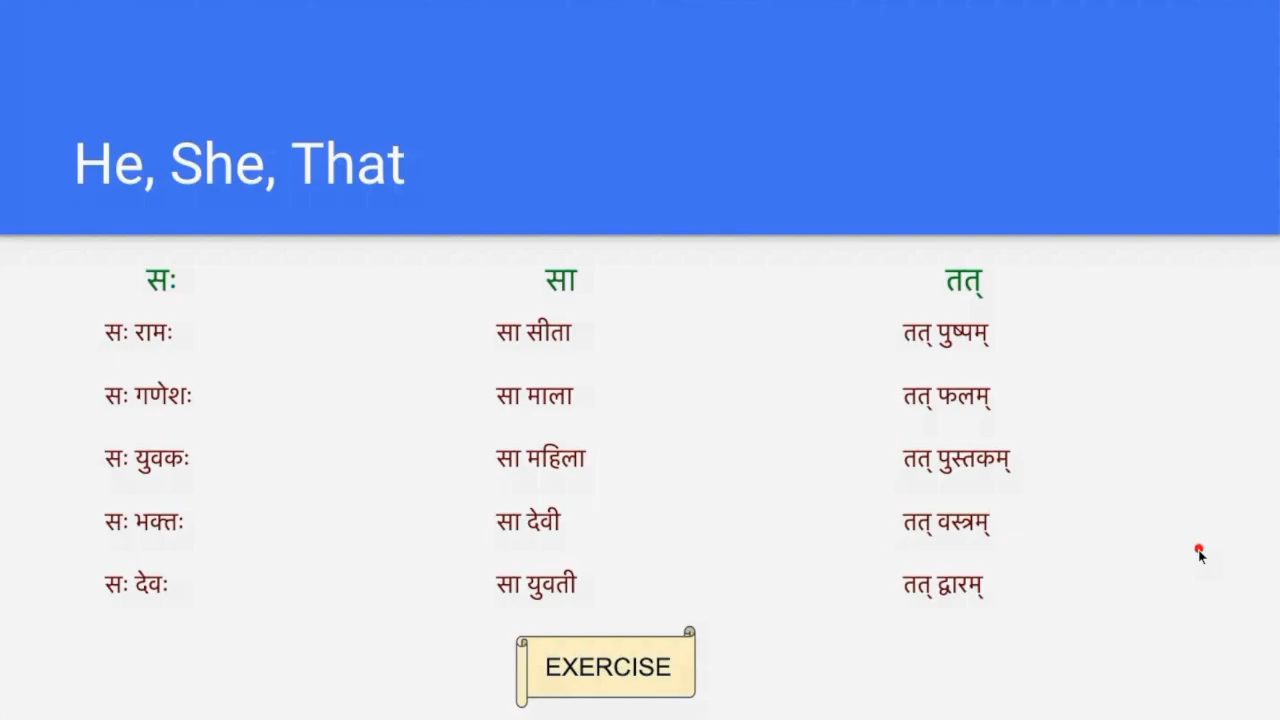 He, She, That
सः सा तत्
सः रामः सा सीता तत् पुष्पम्
सः गणेशः सा माला तत् फलम्
सः युवकः सा महिला तत् पुस्तकम्
सः भक्तः सा देवी तत् वस्त्रम्
सः देवः सा युवती तत् द्वारम्
EXERCISE